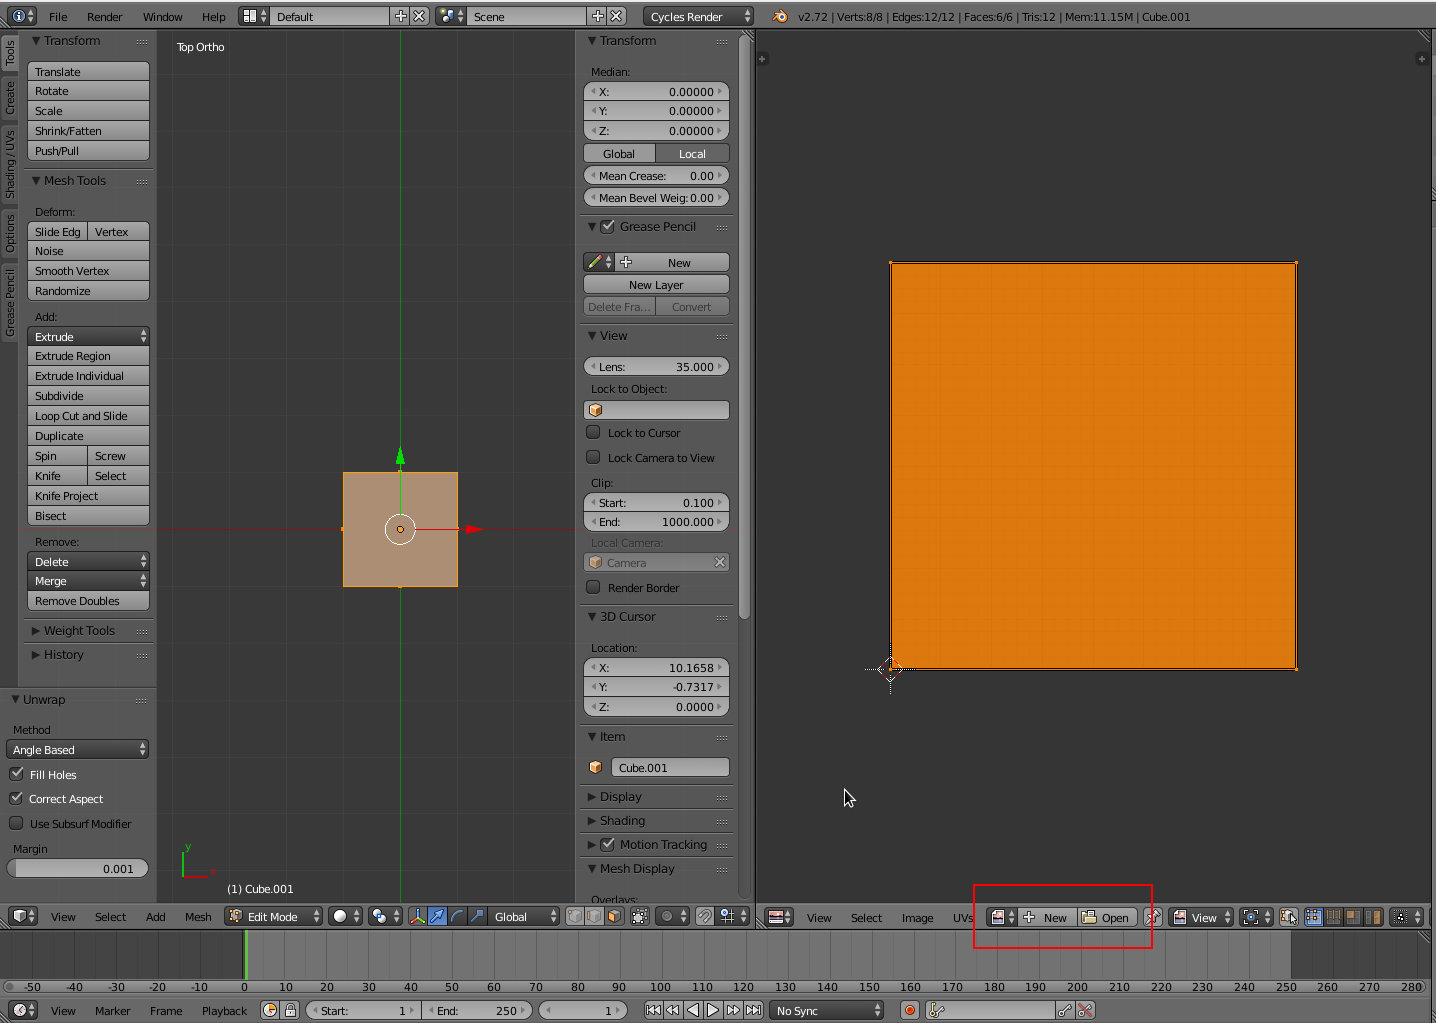 File Render Window Help Default Scene Cycles Render v2.72 | Verts:8/8 | Edges:12/12 | Faces:6/6 | Tris:12 | Mem:11.15M | Cube.001
Tools
Create
Shading / UVs
Options
Grease Pencil
Transform
Translate
Rotate
Scale
Shrink/Fatten
Push/Pull
Mesh Tools
Deform:
Slide Edg Vertex
Noise
Smooth Vertex
Randomize
Add:
Extrude
Extrude Region
Extrude Individual
Subdivide
Loop Cut and Slide
Duplicate
Spin Screw
Knife Select
Knife Project
Bisect
Remove:
Delete
Merge
Remove Doubles
Weight Tools
History
Unwrap
Method
Angle Based
Fill Holes
Correct Aspect
Use Subsurf Modifier
Margin
0.001
Top Ortho
y
x
(1) Cube.001
Transform
Median:
X: 0.00000
Y: 0.00000
Z: 0.00000
Global Local
Mean Crease: 0.00
Mean Bevel Weig: 0.00
Grease Pencil
New
New Layer
Delete Fra... Convert
View
Lens: 35.000
Lock to Object:
Lock to Cursor
Lock Camera to View
Clip:
Start: 0.100
End: 1000.000
Local Camera:
Camera
Render Border
3D Cursor
Location:
X: 10.1658
Y: -0.7317
Z: 0.0000
Item
Cube.001
Display
Shading
Motion Tracking
Mesh Display
Overlays:
View Select Add Mesh Edit Mode Global
View Select Image UVs New Open View
-50 -40 -30 -20 -10 0 10 20 30 40 50 60 70 80 90 100 110 120 130 140 150 160 170 180 190 200 210 220 230 240 250 260 270 280
View Marker Frame Playback Start: 1 End: 250 1 No Sync